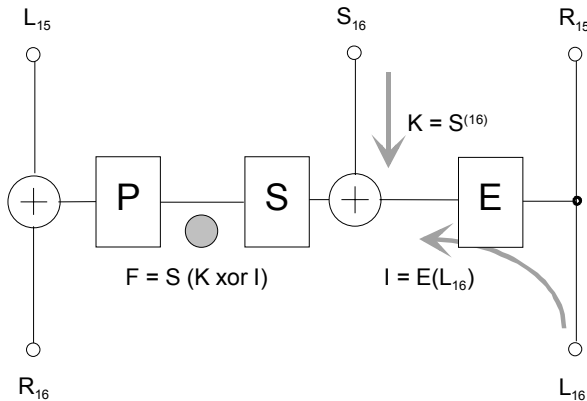 L₁₅ S₁₆ R₁₅
K = S⁽¹⁶⁾
+ P S + E
F = S (K xor I) I = E(L₁₆)
R₁₆ L₁₆